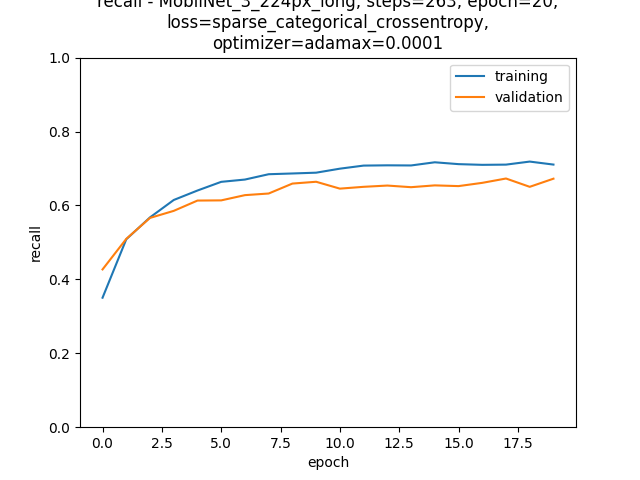 recall - MobilNet_3_224px_long, steps=263, epoch=20,
loss=sparse_categorical_crossentropy,
optimizer=adamax=0.0001
1.0
training
validation
0.8
0.6
recall
0.4
0.2
0.0
0.0 2.5 5.0 7.5 10.0 12.5 15.0 17.5
epoch